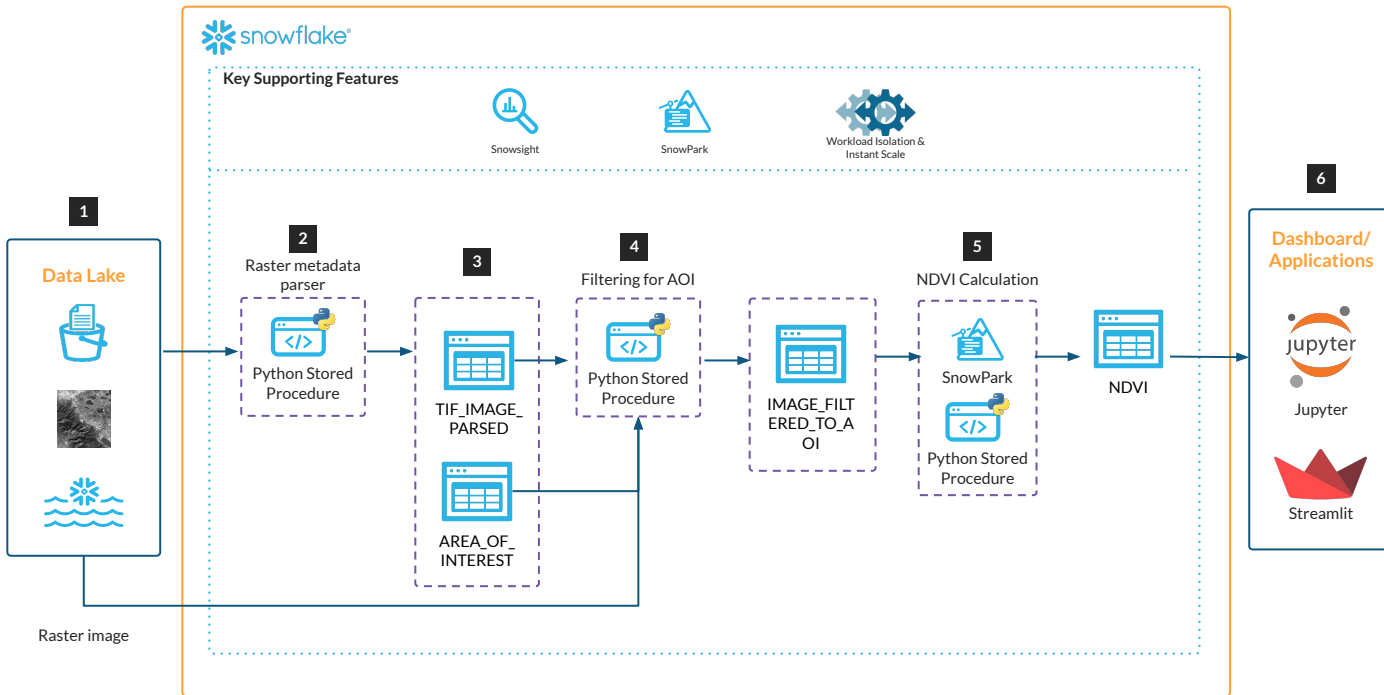 snowflake®
Key Supporting Features
Snowsight
SnowPark
Workload Isolation &
Instant Scale
1
Data Lake
Raster image
2
Raster metadata
parser
</>
Python Stored
Procedure
3
TIF_IMAGE_
PARSED
AREA_OF_
INTEREST
4
Filtering for AOI
</>
Python Stored
Procedure
IMAGE_FILT
ERED_TO_A
OI
5
NDVI Calculation
SnowPark
</>
Python Stored
Procedure
NDVI
6
Dashboard/
Applications
jupyter
Jupyter
Streamlit